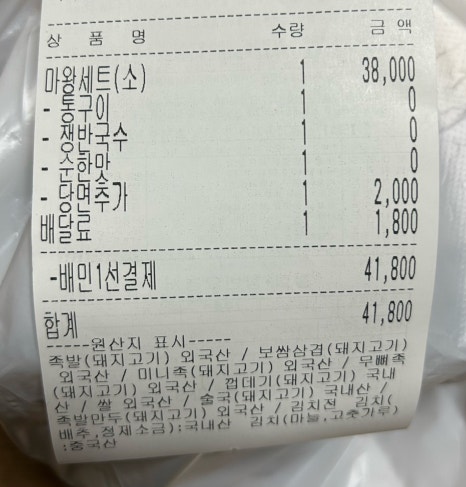 상 품 명 수량 금 액
마왕세트(소) 1 38,000
- 통구이 1 0
- 쟁반국수 1 0
- 순한맛 1 0
- 당면추가 1 2,000
배달료 1 1,800
-배민1선결제 41,800
합계 41,800
-----원산지 표시-----
족발(돼지고기) 외국산 / 보쌈삼겹(돼지고기)
외국산 / 미니족(돼지고기) 외국산 / 무뼈족
(돼지고기) 외국산 / 껍데기(돼지고기) 국내
산 / 쌀 외국산 / 술국(돼지고기) 국내산 /
족발만두(돼지고기) 외국산 / 김치전 김치(
배추,정제소금);국내산 김치(마늘,고춧가루)
;중국산